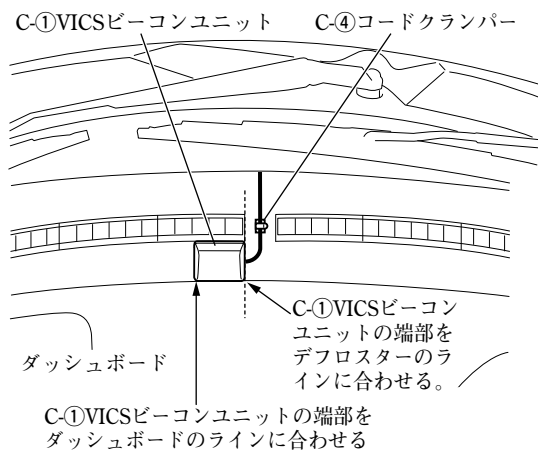 C-①VICSビーコンユニット
C-④コードクランパー
C-①VICSビーコン
ユニットの端部を
デフロスターのラ
インに合わせる。
ダッシュボード
C-①VICSビーコンユニットの端部を
ダッシュボードのラインに合わせる